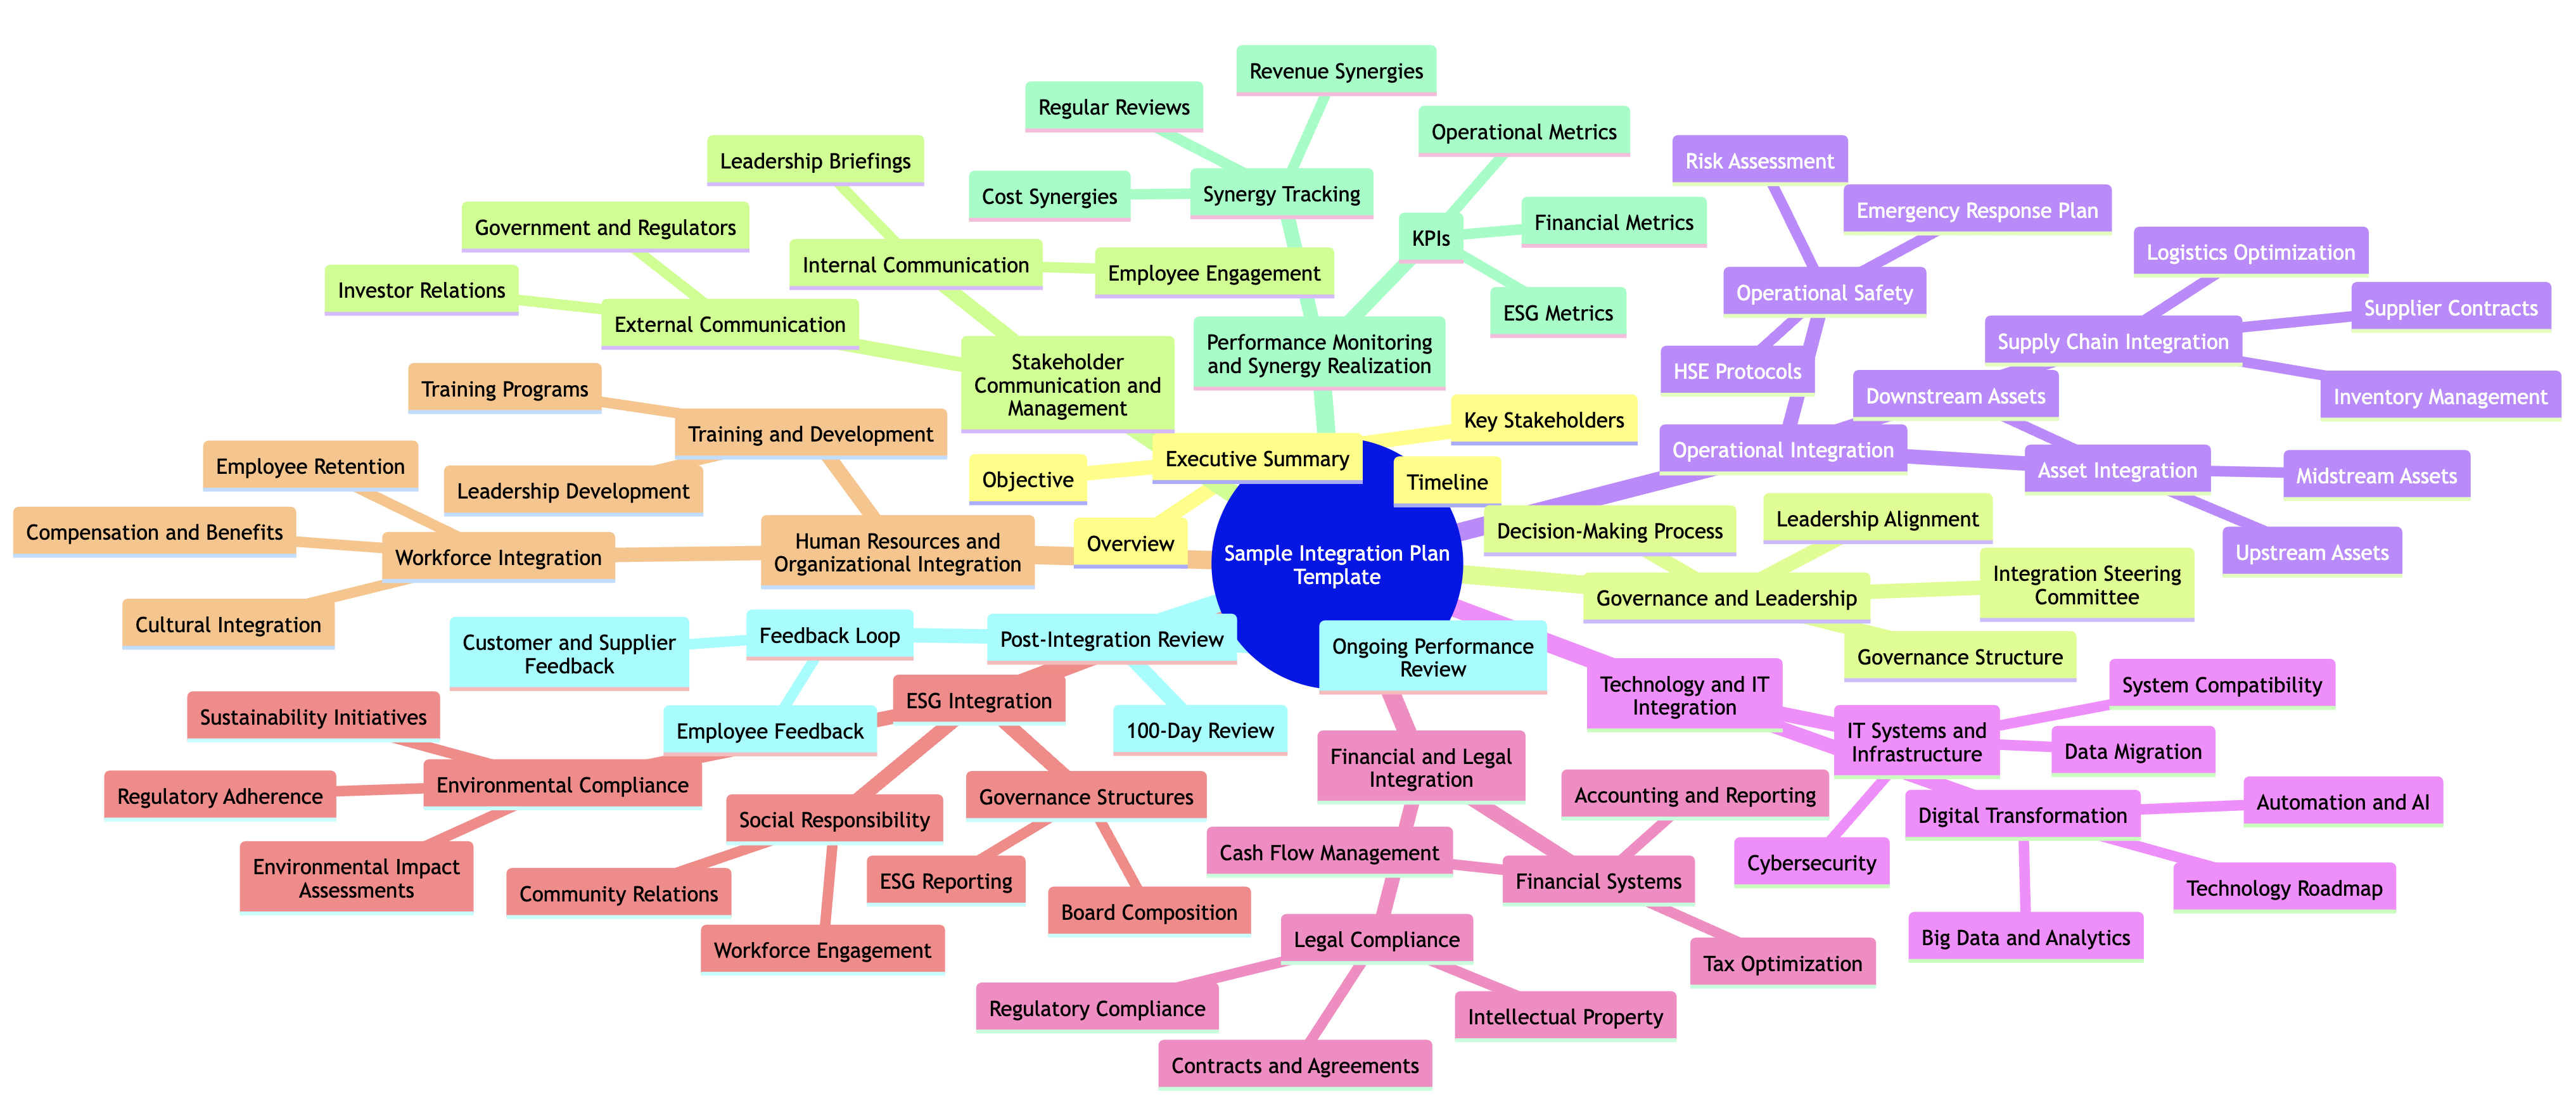 Revenue Synergies
Regular Reviews
Operational Metrics
Leadership Briefings
Risk Assessment
Cost Synergies
Synergy Tracking
Emergency Response Plan
Government and Regulators
Financial Metrics
KPIs
Logistics Optimization
Internal Communication
Employee Engagement
Investor Relations
Operational Safety
Supplier Contracts
ESG Metrics
External Communication
Supply Chain Integration
Performance Monitoring
and Synergy Realization
Stakeholder
Communication and
Management
HSE Protocols
Training Programs
Downstream Assets
Inventory Management
Key Stakeholders
Training and Development
Operational Integration
Executive Summary
Employee Retention
Asset Integration
Midstream Assets
Objective
Timeline
Leadership Development
Leadership Alignment
Decision-Making Process
Compensation and Benefits
Overview
Human Resources and
Organizational Integration
Upstream Assets
Workforce Integration
Sample Integration Plan
Template
Integration Steering
Committee
Governance and Leadership
Cultural Integration
Feedback Loop
Post-Integration Review
Customer and Supplier
Feedback
Ongoing Performance
Review
Governance Structure
System Compatibility
Technology and IT
Integration
ESG Integration
Sustainability Initiatives
Employee Feedback
100-Day Review
IT Systems and
Infrastructure
Data Migration
Financial and Legal
Integration
Environmental Compliance
Regulatory Adherence
Governance Structures
Accounting and Reporting
Automation and AI
Digital Transformation
Social Responsibility
Cash Flow Management
Cybersecurity
Environmental Impact
Assessments
ESG Reporting
Financial Systems
Technology Roadmap
Community Relations
Board Composition
Big Data and Analytics
Legal Compliance
Workforce Engagement
Tax Optimization
Regulatory Compliance
Intellectual Property
Contracts and Agreements